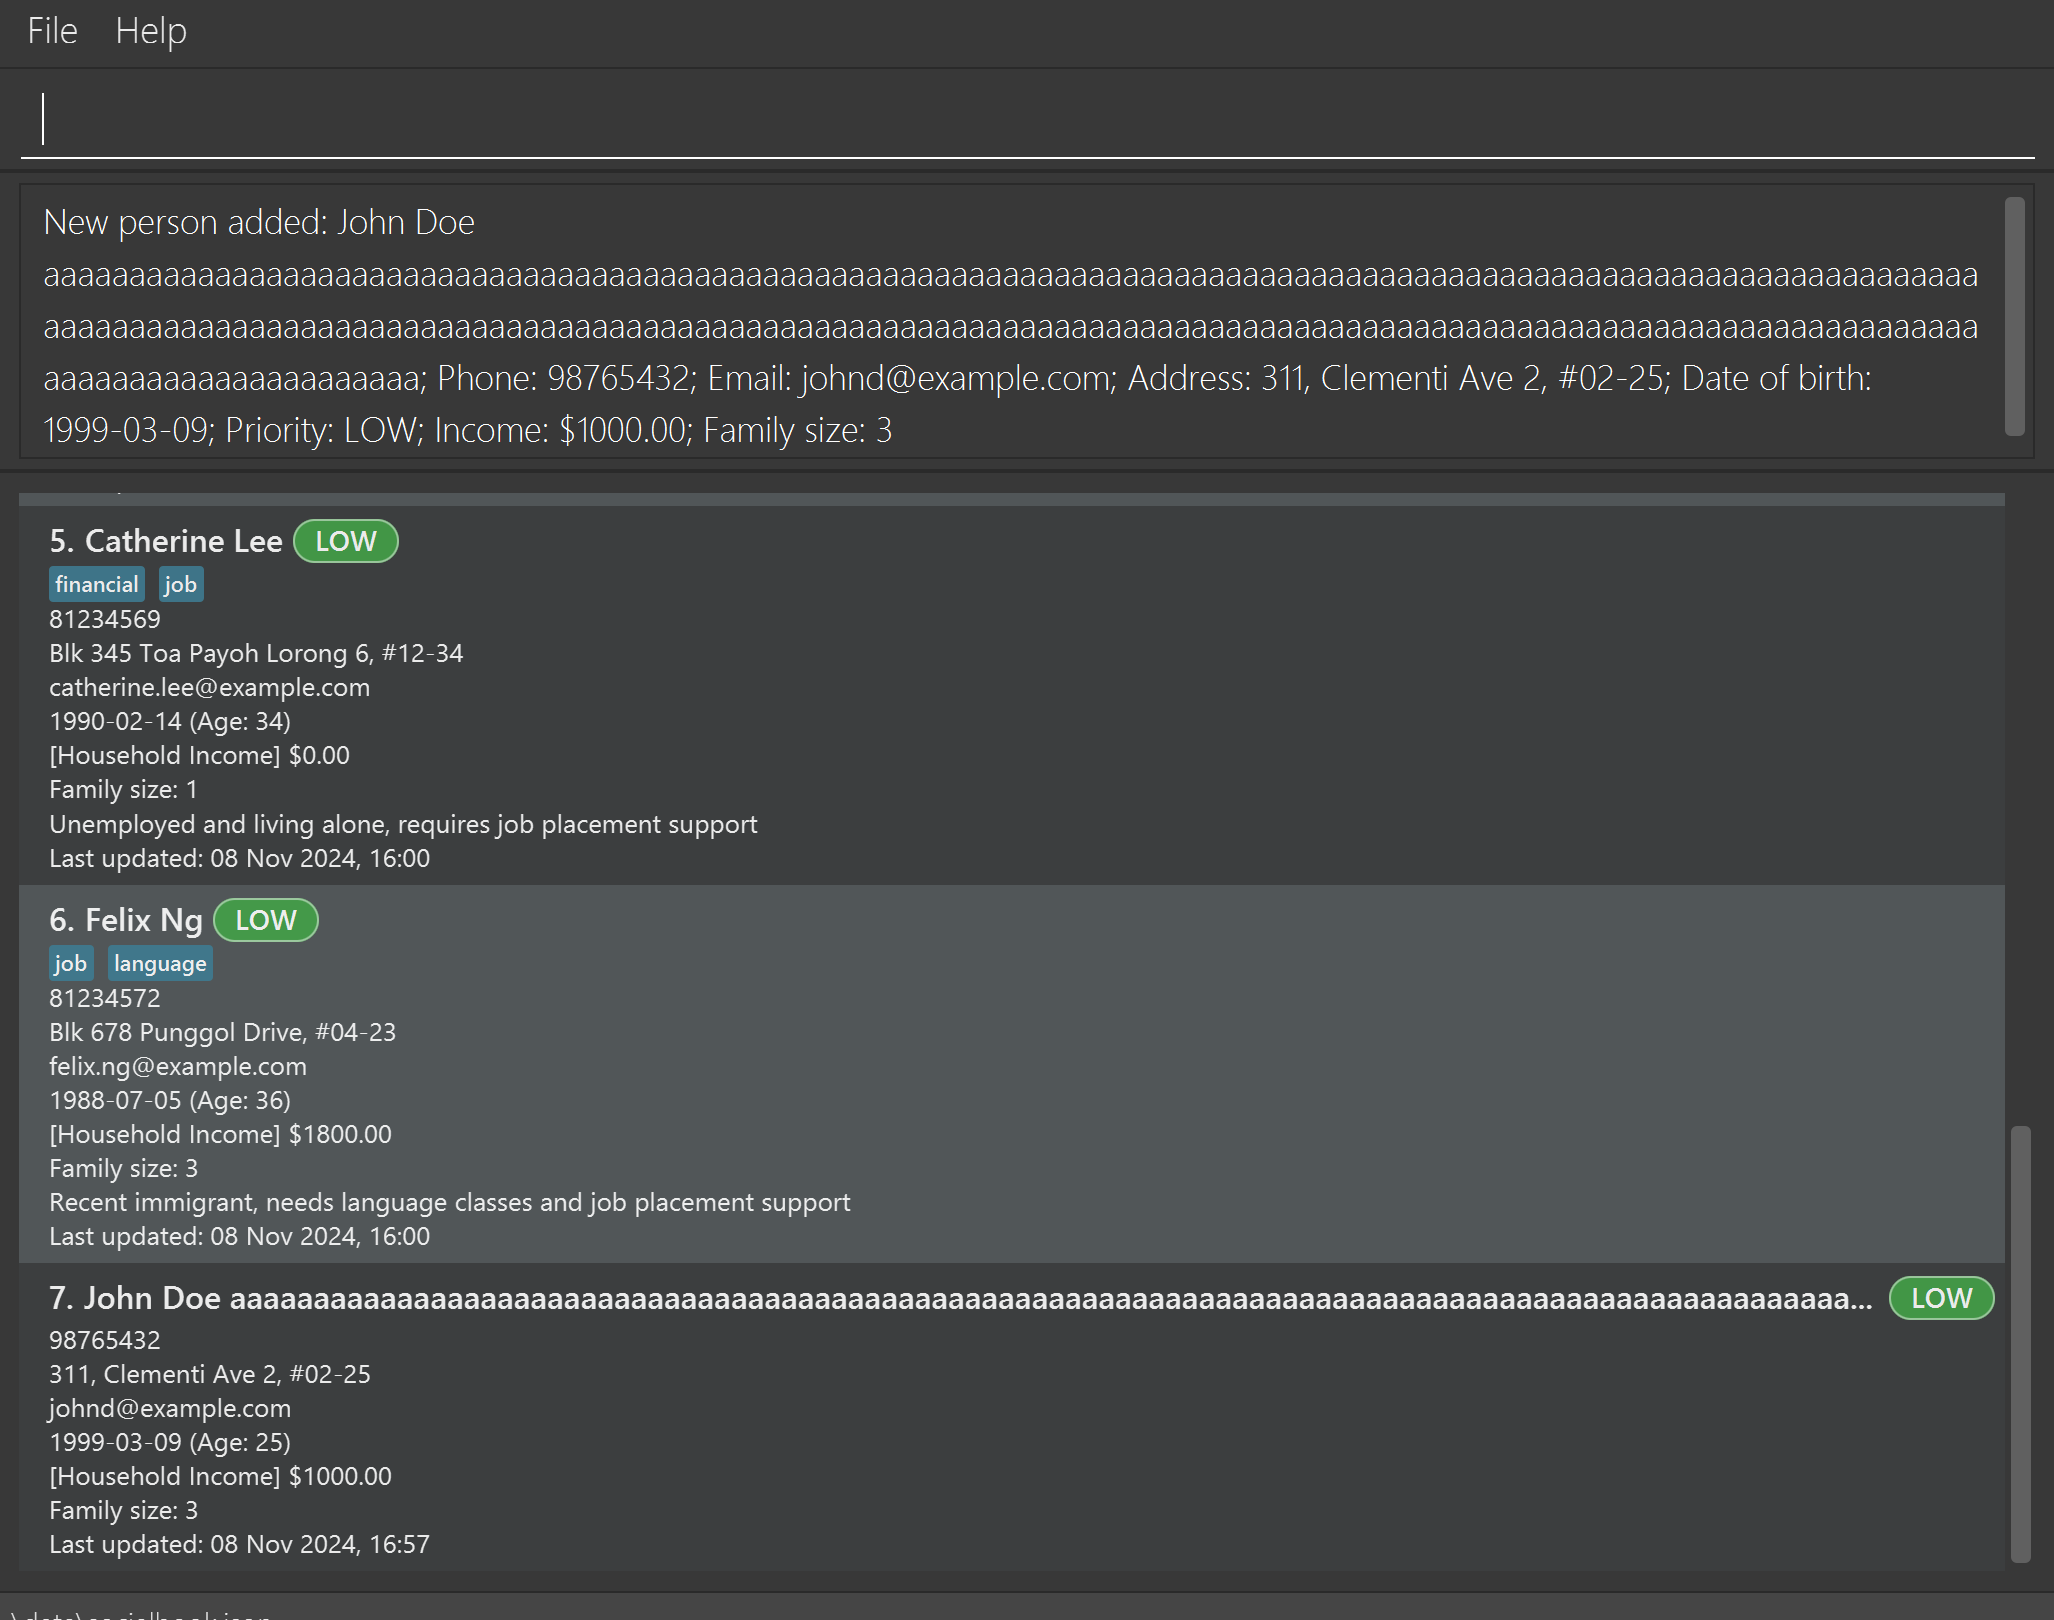 File Help
New person added: John Doe
aaaaaaaaaaaaaaaaaaaaaaaaaaaaaaaaaaaaaaaaaaaaaaaaaaaaaaaaaaaaaaaaaaaaaaaaaaaaaaaaaaaaaaaaaaaaaaaaaaaaaaaaaaaaaaaaa
aaaaaaaaaaaaaaaaaaaaaaaaaaaaaaaaaaaaaaaaaaaaaaaaaaaaaaaaaaaaaaaaaaaaaaaaaaaaaaaaaaaaaaaaaaaaaaaaaaaaaaaaaaaaaaaaa
aaaaaaaaaaaaaaaaaaaaaa; Phone: 98765432; Email: johnd@example.com; Address: 311, Clementi Ave 2, #02-25; Date of birth:
1999-03-09; Priority: LOW; Income: $1000.00; Family size: 3
5. Catherine Lee LOW
financial job
81234569
Blk 345 Toa Payoh Lorong 6, #12-34
catherine.lee@example.com
1990-02-14 (Age: 34)
[Household Income] $0.00
Family size: 1
Unemployed and living alone, requires job placement support
Last updated: 08 Nov 2024, 16:00
6. Felix Ng LOW
job language
81234572
Blk 678 Punggol Drive, #04-23
felix.ng@example.com
1988-07-05 (Age: 36)
[Household Income] $1800.00
Family size: 3
Recent immigrant, needs language classes and job placement support
Last updated: 08 Nov 2024, 16:00
7. John Doe aaaaaaaaaaaaaaaaaaaaaaaaaaaaaaaaaaaaaaaaaaaaaaaaaaaaaaaaaaaaaaaaaaaaaaaaaaaaaaaaaaaaaaaaaaaaaaaaaa... LOW
98765432
311, Clementi Ave 2, #02-25
johnd@example.com
1999-03-09 (Age: 25)
[Household Income] $1000.00
Family size: 3
Last updated: 08 Nov 2024, 16:57